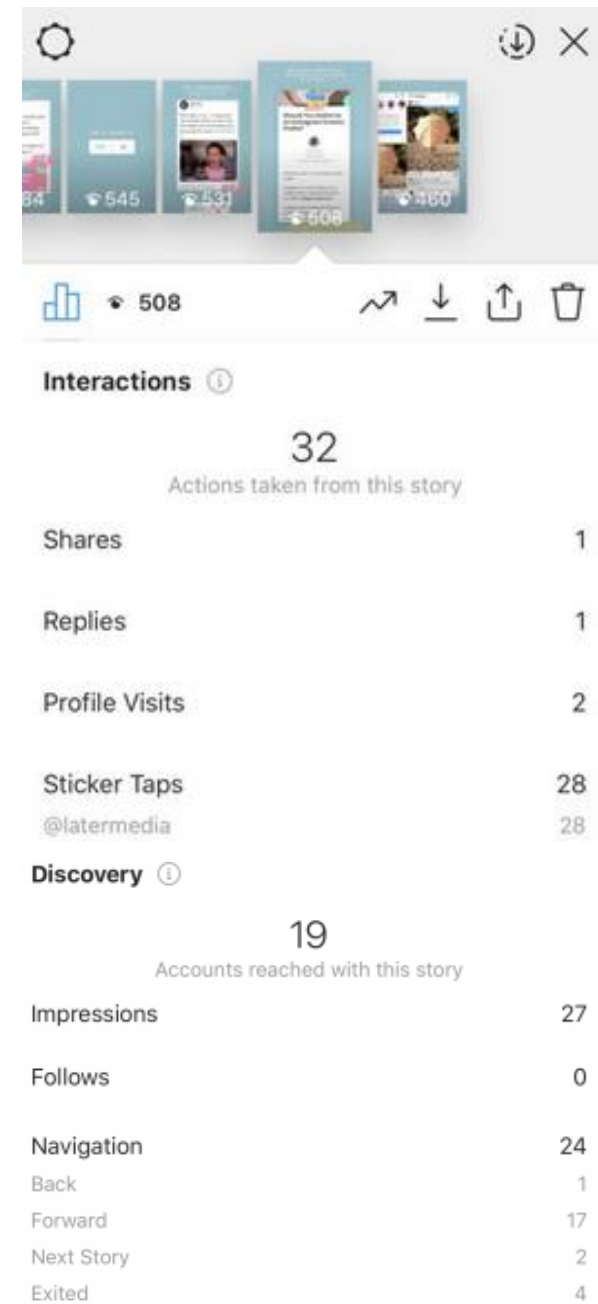 84
545
531
508
460
508
Interactions
32
Actions taken from this story
Shares 1
Replies 1
Profile Visits 2
Sticker Taps 28
@latermedia 28
Discovery
19
Accounts reached with this story
Impressions 27
Follows 0
Navigation 24
Back 1
Forward 17
Next Story 2
Exited 4